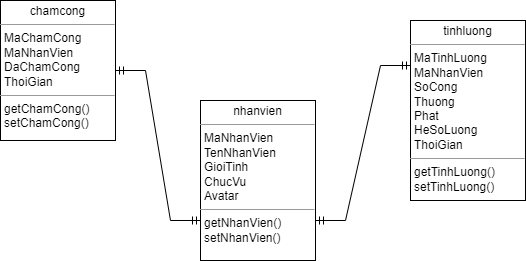 chamcong
MaChamCong
MaNhanVien
DaChamCong
ThoiGian
getChamCong()
setChamCong()
nhanvien
MaNhanVien
TenNhanVien
GioiTinh
ChucVu
Avatar
getNhanVien()
setNhanVien()
tinhluong
MaTinhLuong
MaNhanVien
SoCong
Thuong
Phat
HeSoLuong
ThoiGian
getTinhLuong()
setTinhLuong()